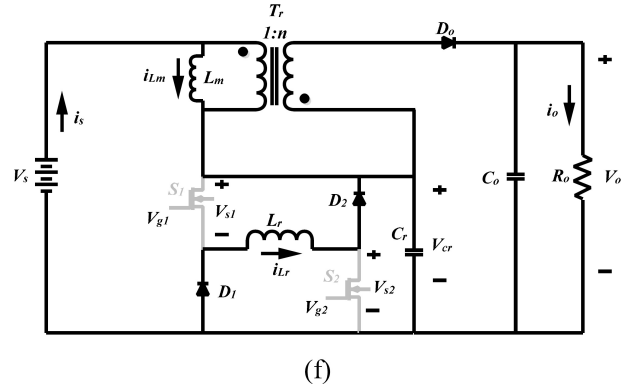 Tr
1:n
Do
iLm
Lm
is
io
Vs
S1
Vs1
Vg1
Lr
iLr
D2
Cr
Vcr
Co
Ro
Vo
S2
Vs2
Vg2
D1
(f)